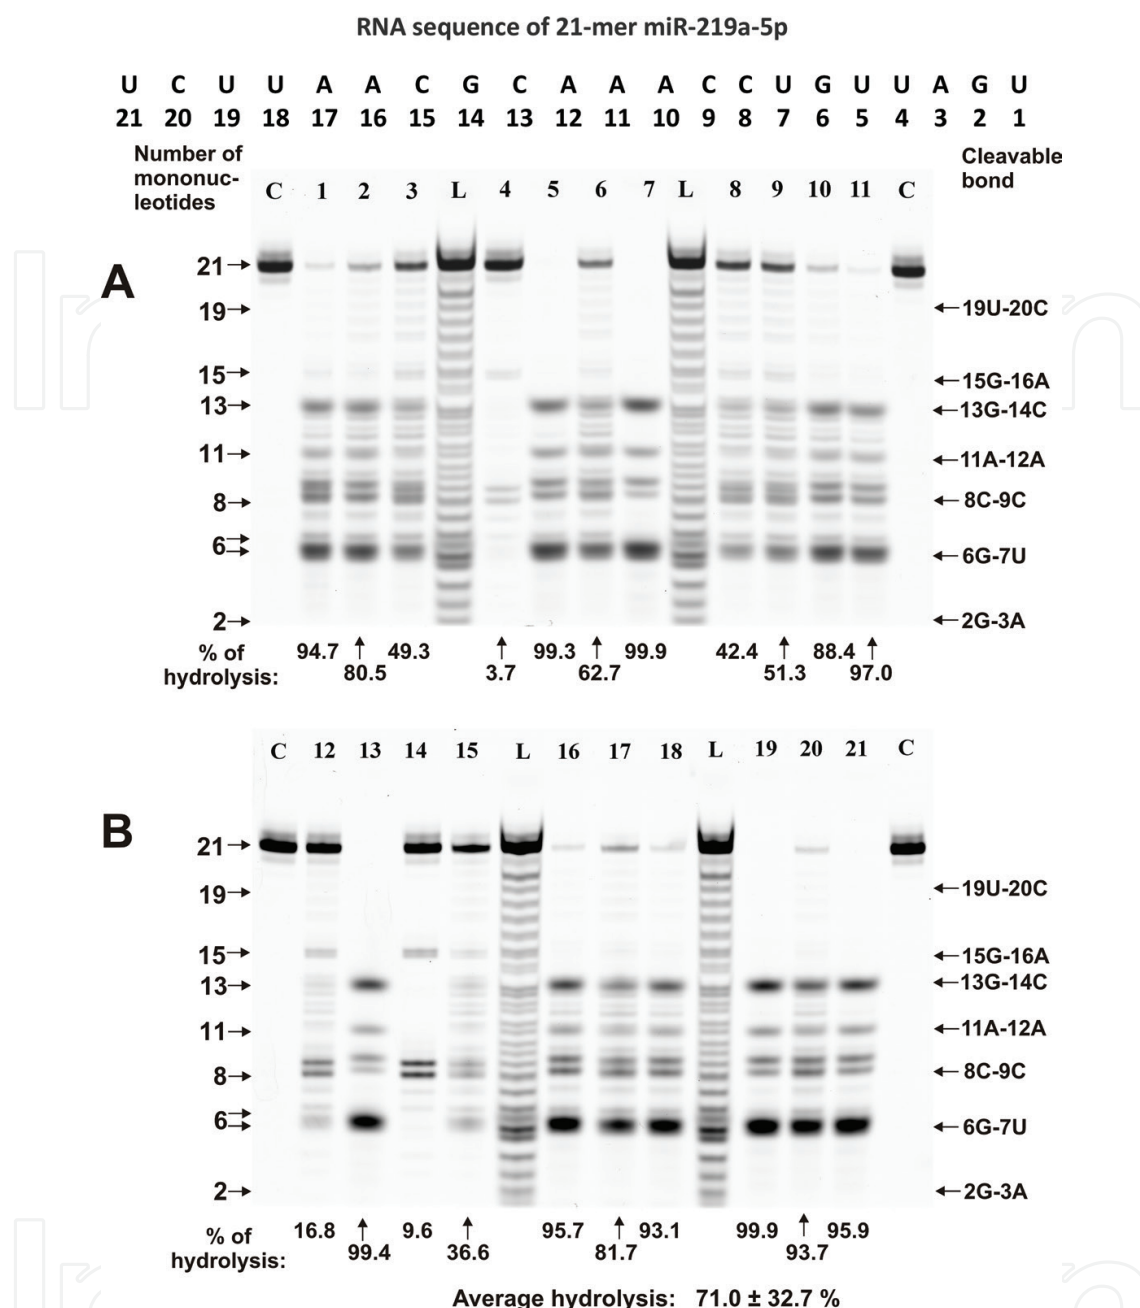 RNA sequence of 21-mer miR-219a-5p
U C U U A A C G C A A A C C U G U U A G U
21 20 19 18 17 16 15 14 13 12 11 10 9 8 7 6 5 4 3 2 1
Number of
mononuc-
leotides
Cleavable
bond
C 1 2 3 L 4 5 6 7 L 8 9 10 11 C
A
21→
19→ ←19U-20C
15→ ←15G-16A
13→ ←13G-14C
11→ ←11A-12A
8→ ←8C-9C
6→ ←6G-7U
2→ ←2G-3A
% of
hydrolysis:
94.7 ↑ 49.3 ↑ 99.3 ↑ 99.9 42.4 ↑ 88.4 ↑
80.5 3.7 62.7 51.3 97.0
C 12 13 14 15 L 16 17 18 L 19 20 21 C
B
21→
19→ ←19U-20C
15→ ←15G-16A
13→ ←13G-14C
11→ ←11A-12A
8→ ←8C-9C
6→ ←6G-7U
2→ ←2G-3A
% of
hydrolysis:
16.8 ↑ 9.6 ↑ 95.7 ↑ 93.1 99.9 ↑ 95.9
99.4 36.6 81.7 93.7
Average hydrolysis: 71.0 ± 32.7 %